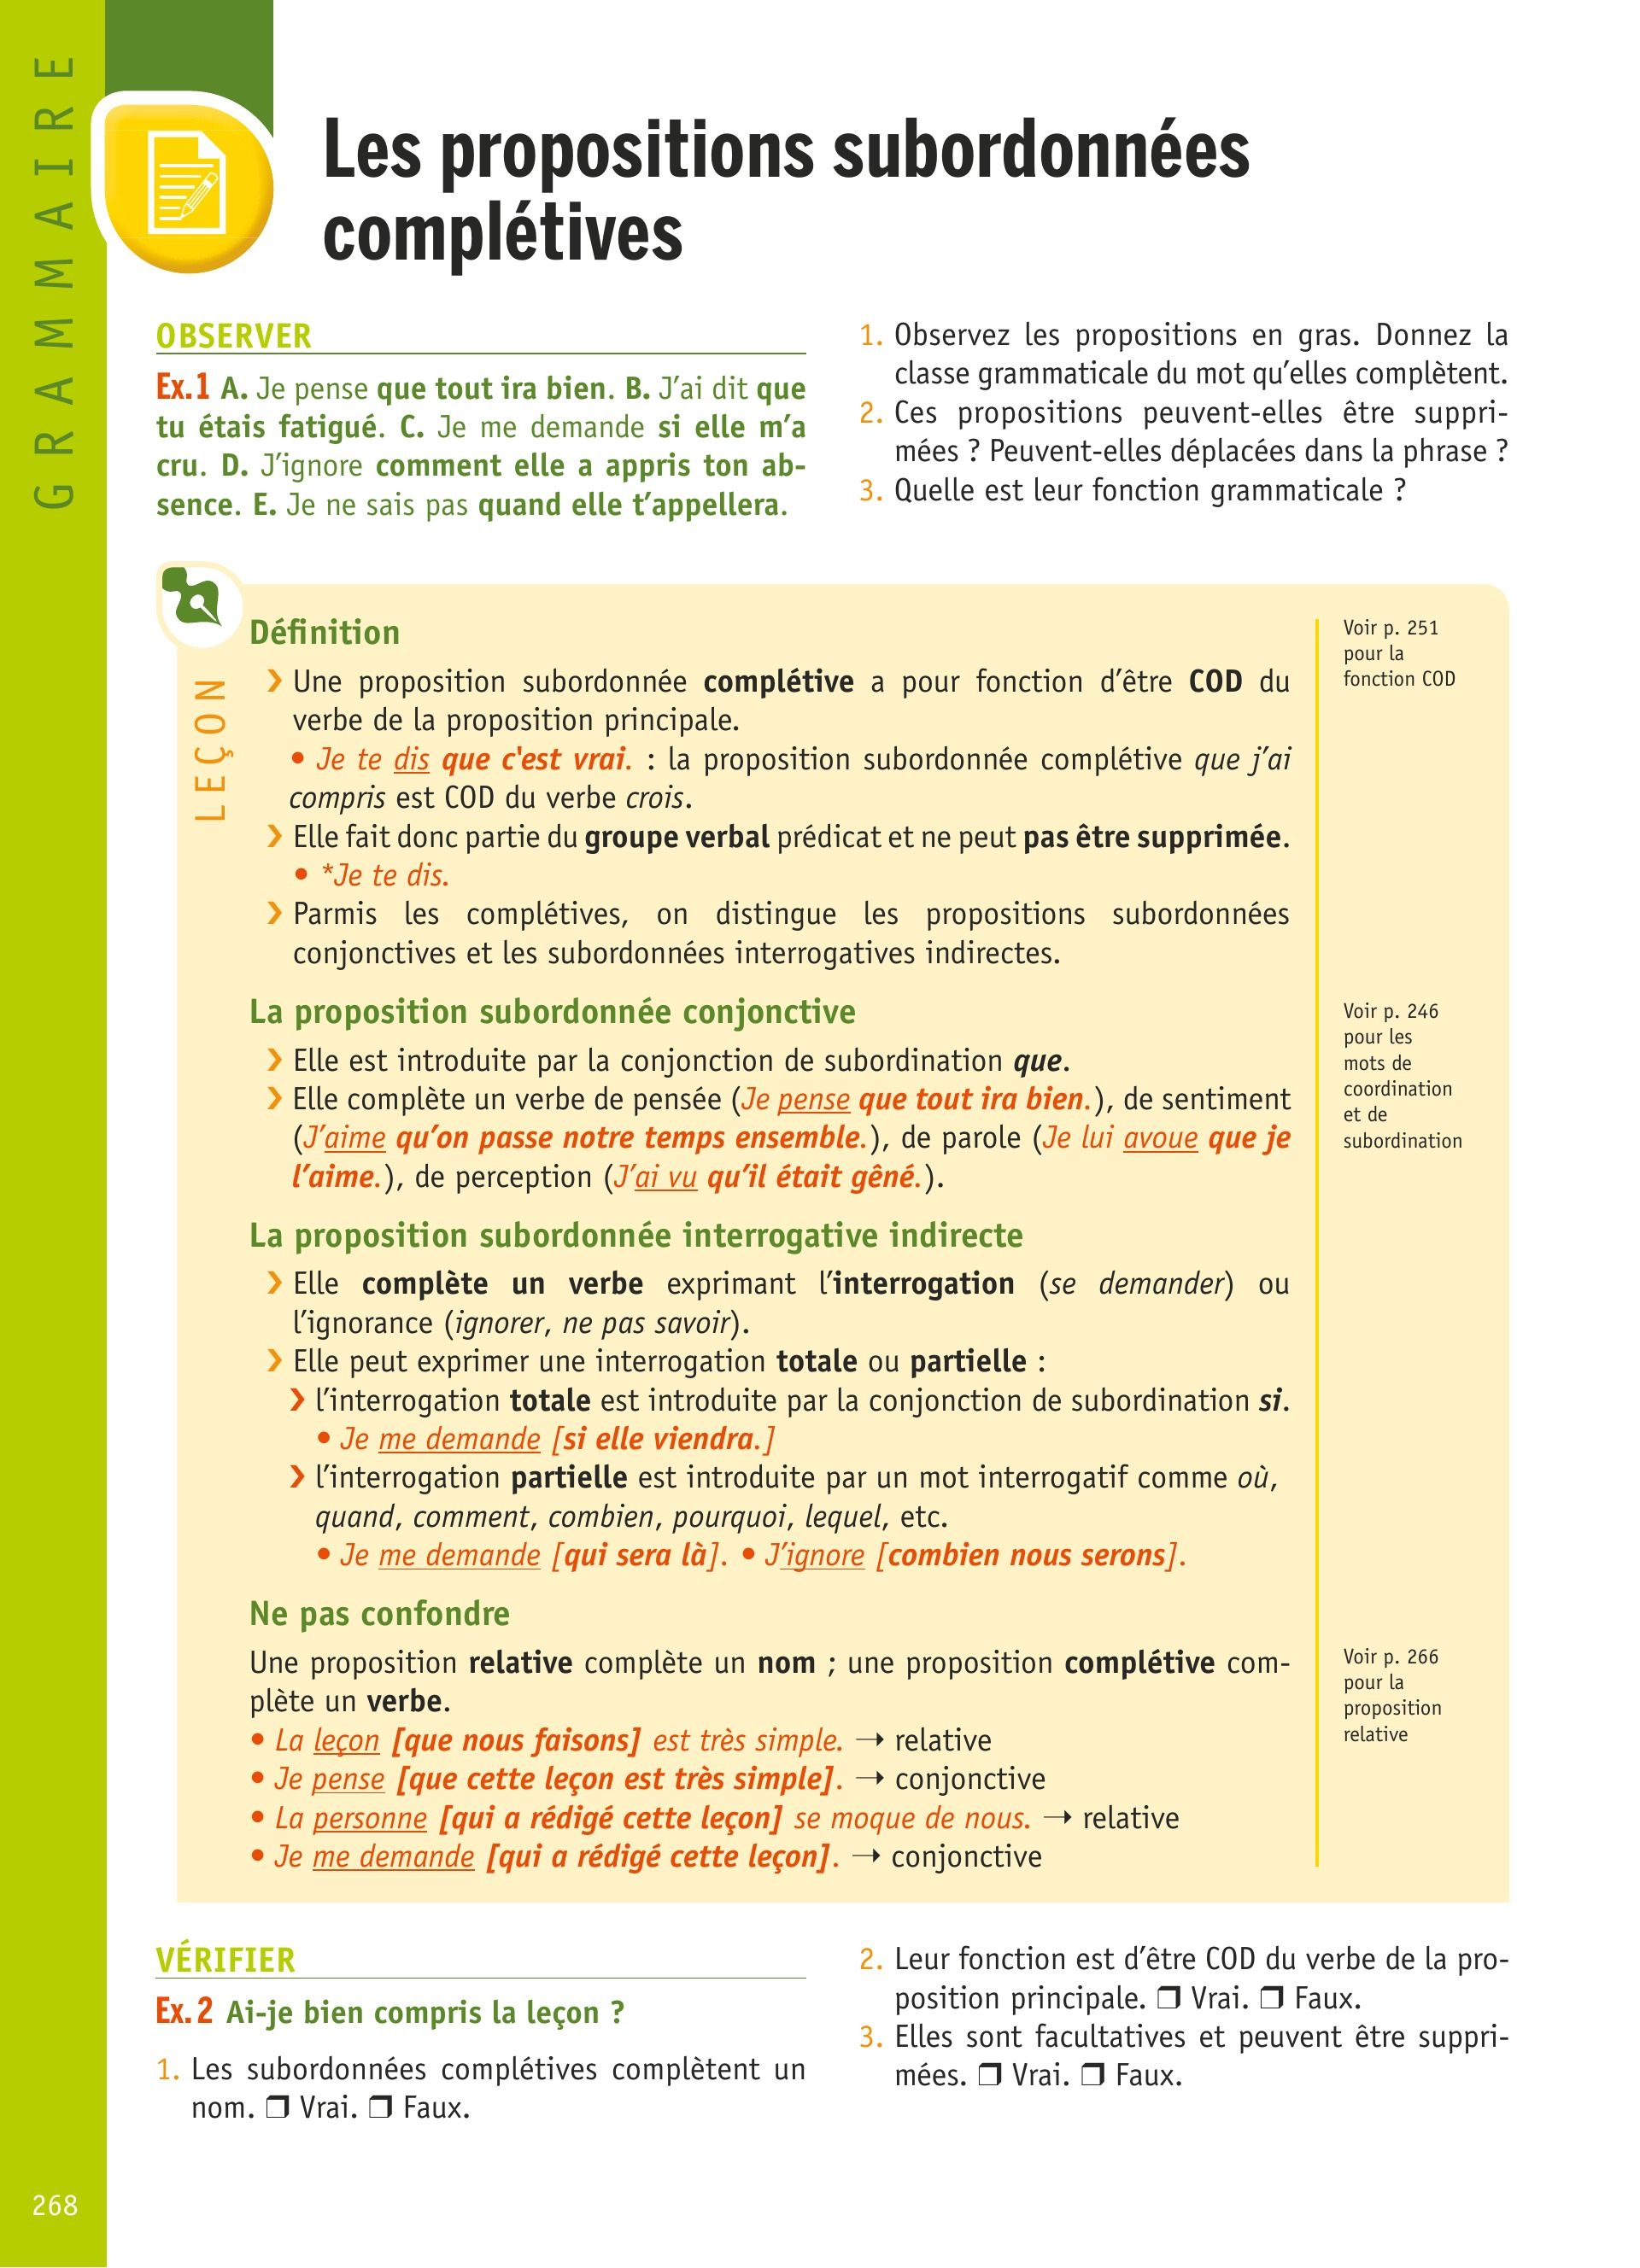 GRAMMAIRE
Les propositions subordonnées
complétives
OBSERVER
Ex.1 A. Je pense que tout ira bien. B. J’ai dit que
tu étais fatigué. C. Je me demande si elle m’a
cru. D. J’ignore comment elle a appris ton ab-
sence. E. Je ne sais pas quand elle t’appellera.
1. Observez les propositions en gras. Donnez la
classe grammaticale du mot qu’elles complètent.
2. Ces propositions peuvent-elles être suppri-
mées ? Peuvent-elles déplacées dans la phrase ?
3. Quelle est leur fonction grammaticale ?
LEÇON
Définition
❯ Une proposition subordonnée complétive a pour fonction d’être COD du
verbe de la proposition principale.
• Je te dis que c'est vrai. : la proposition subordonnée complétive que j’ai
compris est COD du verbe crois.
❯ Elle fait donc partie du groupe verbal prédicat et ne peut pas être supprimée.
• *Je te dis.
❯ Parmis les complétives, on distingue les propositions subordonnées
conjonctives et les subordonnées interrogatives indirectes.
Voir p. 251
pour la
fonction COD
La proposition subordonnée conjonctive
❯ Elle est introduite par la conjonction de subordination que.
❯ Elle complète un verbe de pensée (Je pense que tout ira bien.), de sentiment
(J’aime qu’on passe notre temps ensemble.), de parole (Je lui avoue que je
l’aime.), de perception (J’ai vu qu’il était gêné.).
Voir p. 246
pour les
mots de
coordination
et de
subordination
La proposition subordonnée interrogative indirecte
❯ Elle complète un verbe exprimant l’interrogation (se demander) ou
l’ignorance (ignorer, ne pas savoir).
❯ Elle peut exprimer une interrogation totale ou partielle :
❯ l’interrogation totale est introduite par la conjonction de subordination si.
• Je me demande [si elle viendra.]
❯ l’interrogation partielle est introduite par un mot interrogatif comme où,
quand, comment, combien, pourquoi, lequel, etc.
• Je me demande [qui sera là]. • J’ignore [combien nous serons].
Ne pas confondre
Une proposition relative complète un nom ; une proposition complétive com-
plète un verbe.
• La leçon [que nous faisons] est très simple. → relative
• Je pense [que cette leçon est très simple]. → conjonctive
• La personne [qui a rédigé cette leçon] se moque de nous. → relative
• Je me demande [qui a rédigé cette leçon]. → conjonctive
Voir p. 266
pour la
proposition
relative
VÉRIFIER
Ex. 2 Ai-je bien compris la leçon ?
1. Les subordonnées complétives complètent un
nom. ❒ Vrai. ❒ Faux.
2. Leur fonction est d’être COD du verbe de la pro-
position principale. ❒ Vrai. ❒ Faux.
3. Elles sont facultatives et peuvent être suppri-
mées. ❒ Vrai. ❒ Faux.
268